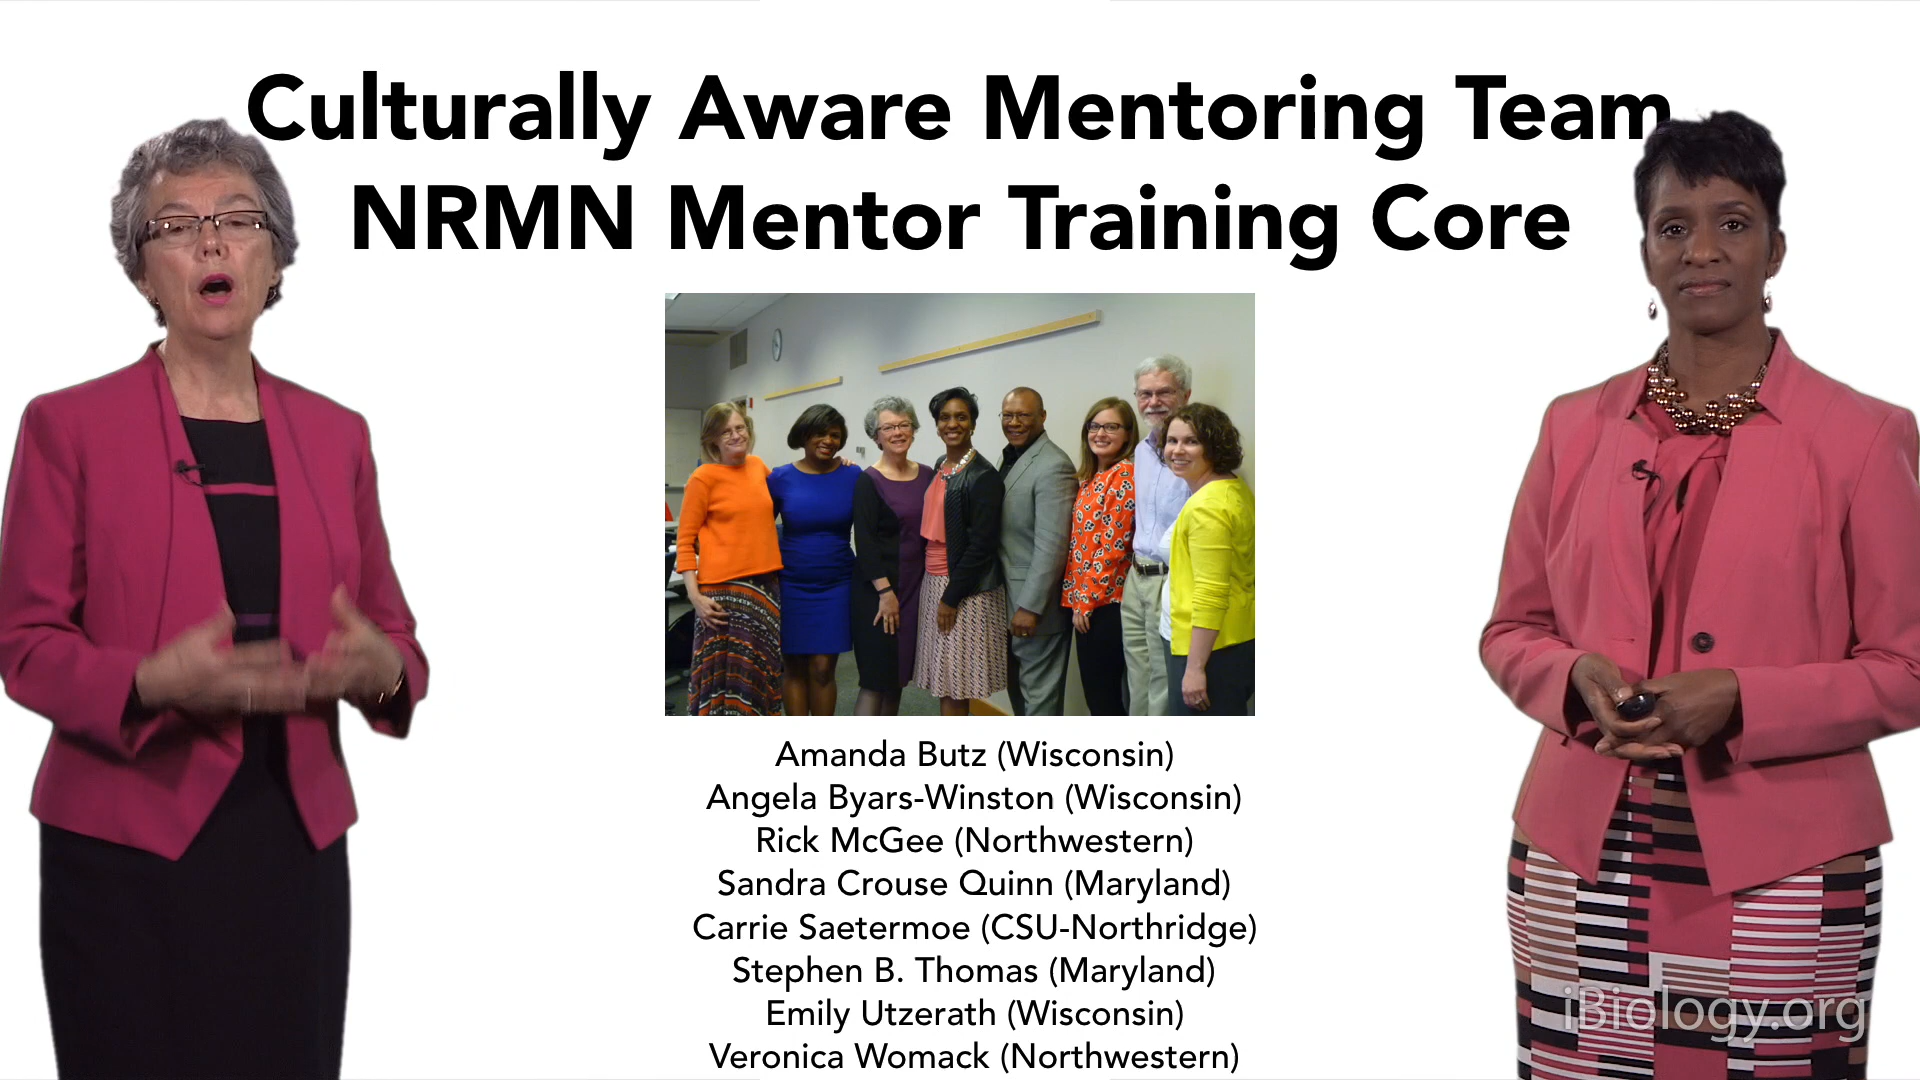 Culturally Aware Mentoring Team
NRMN Mentor Training Core
Amanda Butz (Wisconsin)
Angela Byars-Winston (Wisconsin)
Rick McGee (Northwestern)
Sandra Crouse Quinn (Maryland)
Carrie Saetermoe (CSU-Northridge)
Stephen B. Thomas (Maryland)
Emily Utzerath (Wisconsin)
Veronica Womack (Northwestern)
iBiology.org